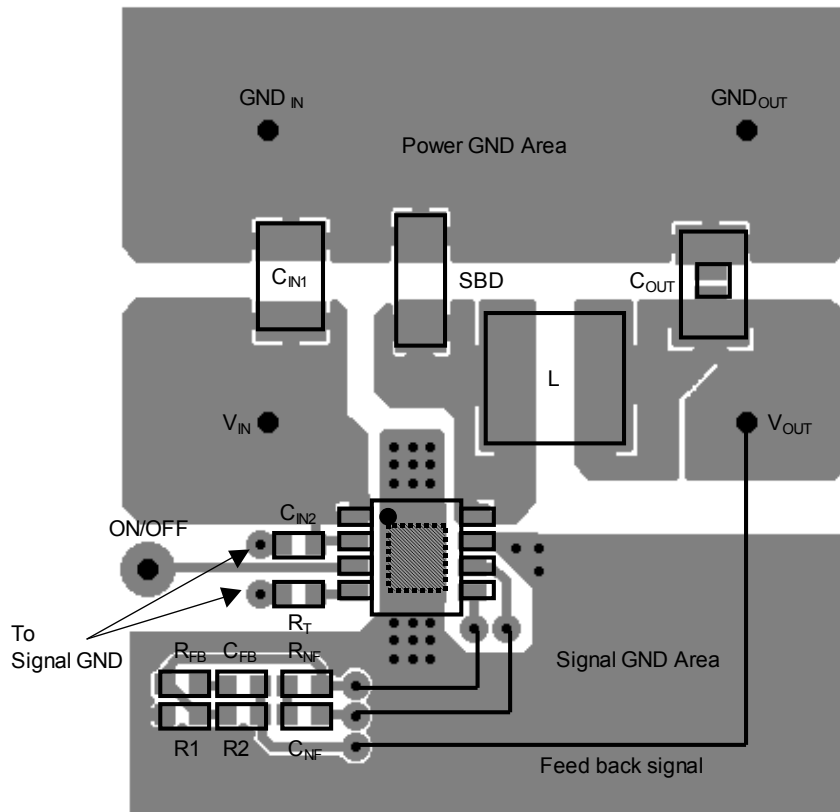 GND IN
GNDOUT
Power GND Area
CIN1
SBD
COUT
L
VIN
VOUT
CIN2
ON/OFF
RT
To
Signal GND
RFB CFB RNF
Signal GND Area
R1 R2 CNF
Feed back signal